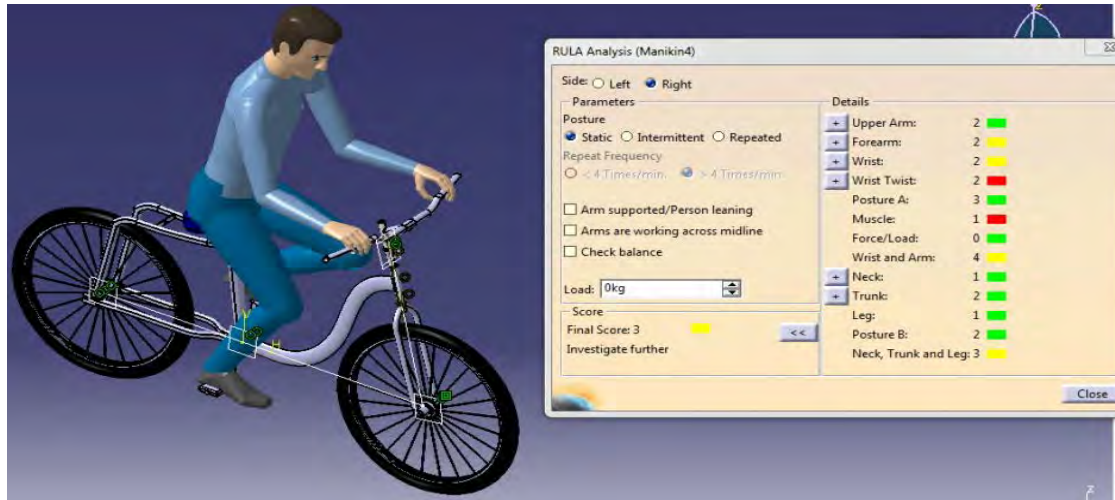 RULA Analysis (Manikin4)
Side: Left Right
Parameters
Posture
Static Intermittent Repeated
Repeat Frequency
< 4 Times/min. > 4 Times/min.
Arm supported/Person leaning
Arms are working across midline
Check balance
Load: 0kg
Score
Final Score: 3
<<
Investigate further
Details
+ Upper Arm: 2
+ Forearm: 2
+ Wrist: 2
+ Wrist Twist: 2
Posture A: 3
Muscle: 1
Force/Load: 0
Wrist and Arm: 4
+ Neck: 1
+ Trunk: 2
Leg: 1
Posture B: 2
Neck, Trunk and Leg: 3
Close
V
H
z